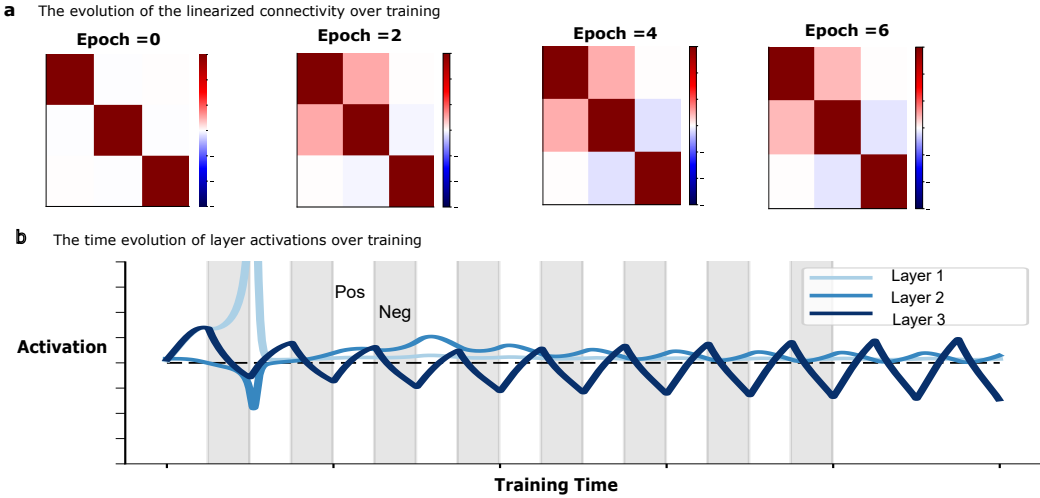 a The evolution of the linearized connectivity over training
Epoch =0
Epoch =2
Epoch =4
Epoch =6
b The time evolution of layer activations over training
Pos
Neg
Layer 1
Layer 2
Layer 3
Activation
Training Time